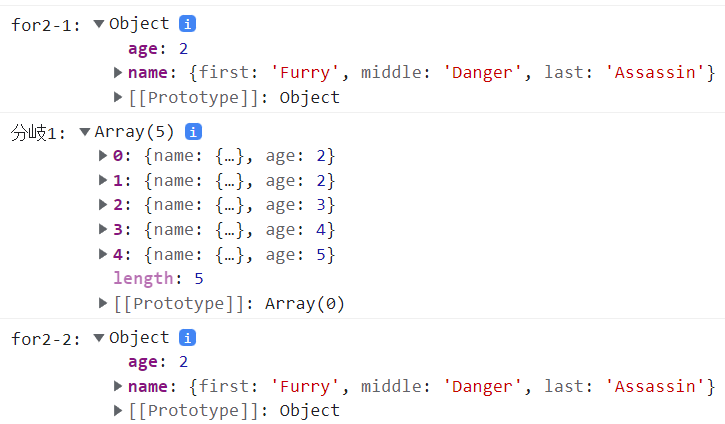 for2-1: ▼Object i
age: 2
▶name: {first: 'Furry', middle: 'Danger', last: 'Assassin'}
▶[[Prototype]]: Object
分岐1: ▼Array(5) i
▶0: {name: {…}, age: 2}
▶1: {name: {…}, age: 2}
▶2: {name: {…}, age: 3}
▶3: {name: {…}, age: 4}
▶4: {name: {…}, age: 5}
length: 5
▶[[Prototype]]: Array(0)
for2-2: ▼Object i
age: 2
▶name: {first: 'Furry', middle: 'Danger', last: 'Assassin'}
▶[[Prototype]]: Object